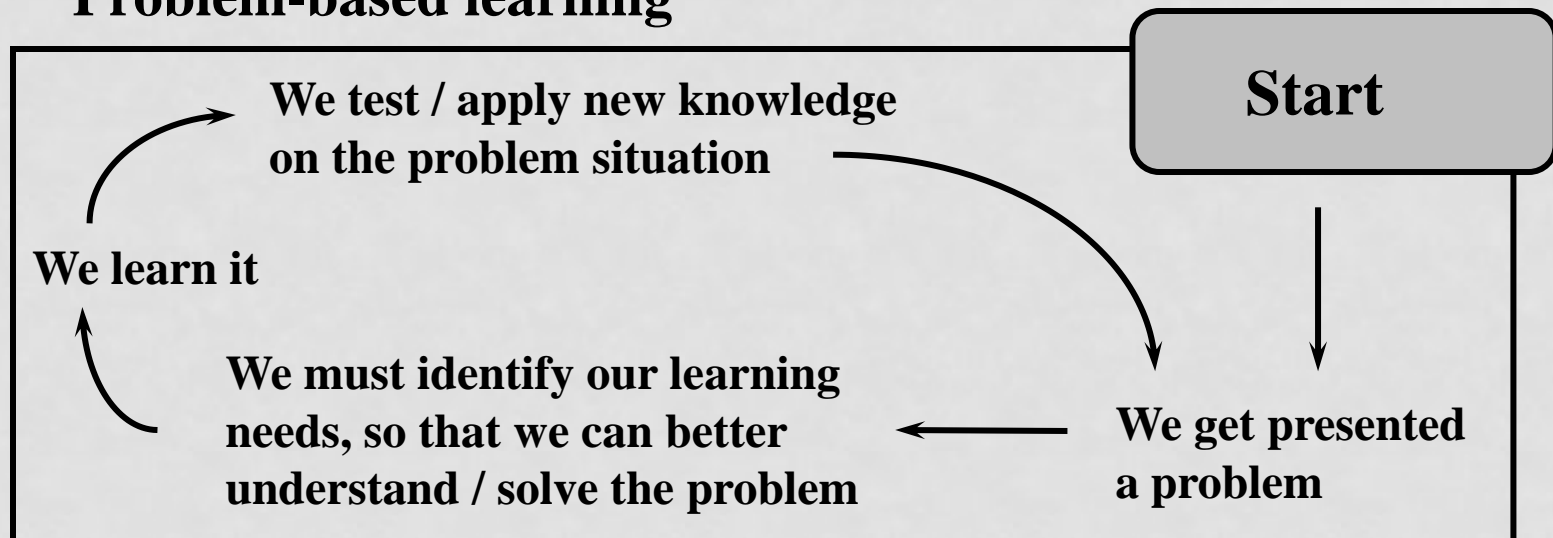 Problem-based learning
Start
We test / apply new knowledge
on the problem situation
We learn it
We must identify our learning
needs, so that we can better
understand / solve the problem
We get presented
a problem